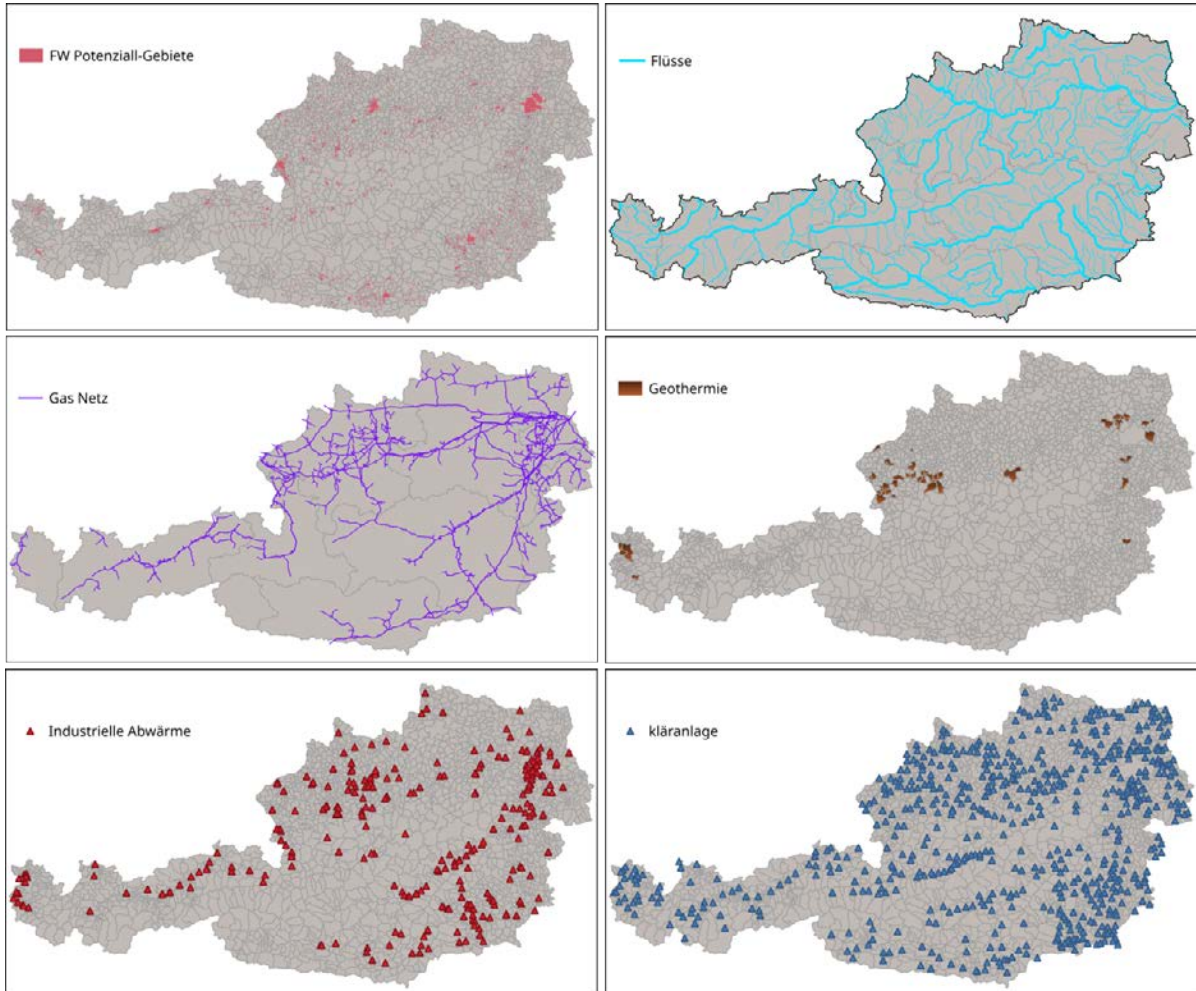 FW Potenziall-Gebiete
Flüsse
Gas Netz
Geothermie
Industrielle Abwärme
kläranlage